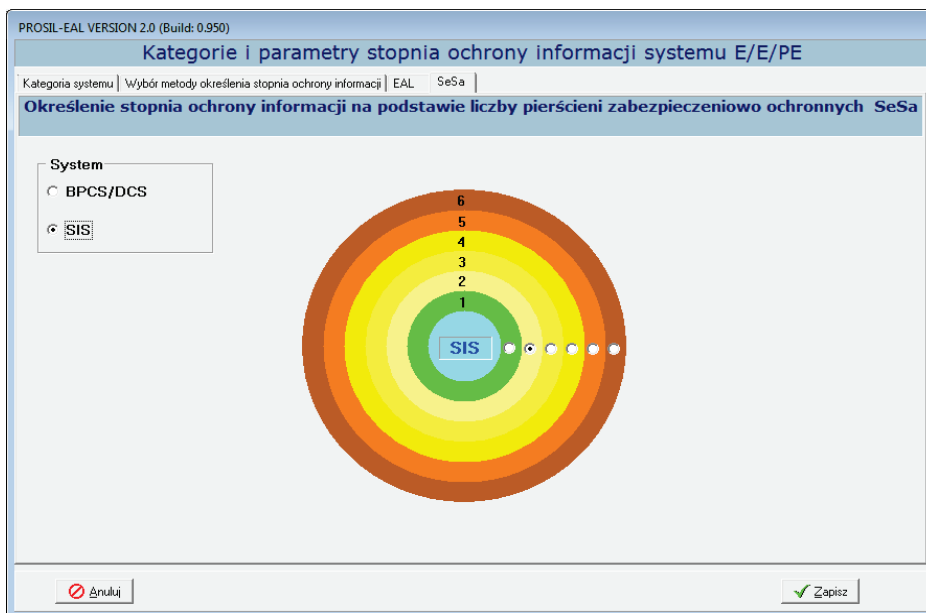 PROSIL-EAL VERSION 2.0 (Build: 0.950)
Kategorie i parametry stopnia ochrony informacji systemu E/E/PE
Kategoria systemu Wybór metody określenia stopnia ochrony informacji EAL SeSa
Określenie stopnia ochrony informacji na podstawie liczby pierścieni zabezpieczeniowo ochronnych SeSa
System
BPCS/DCS
SIS
6
5
4
3
2
1
SIS
Anuluj
Zapisz